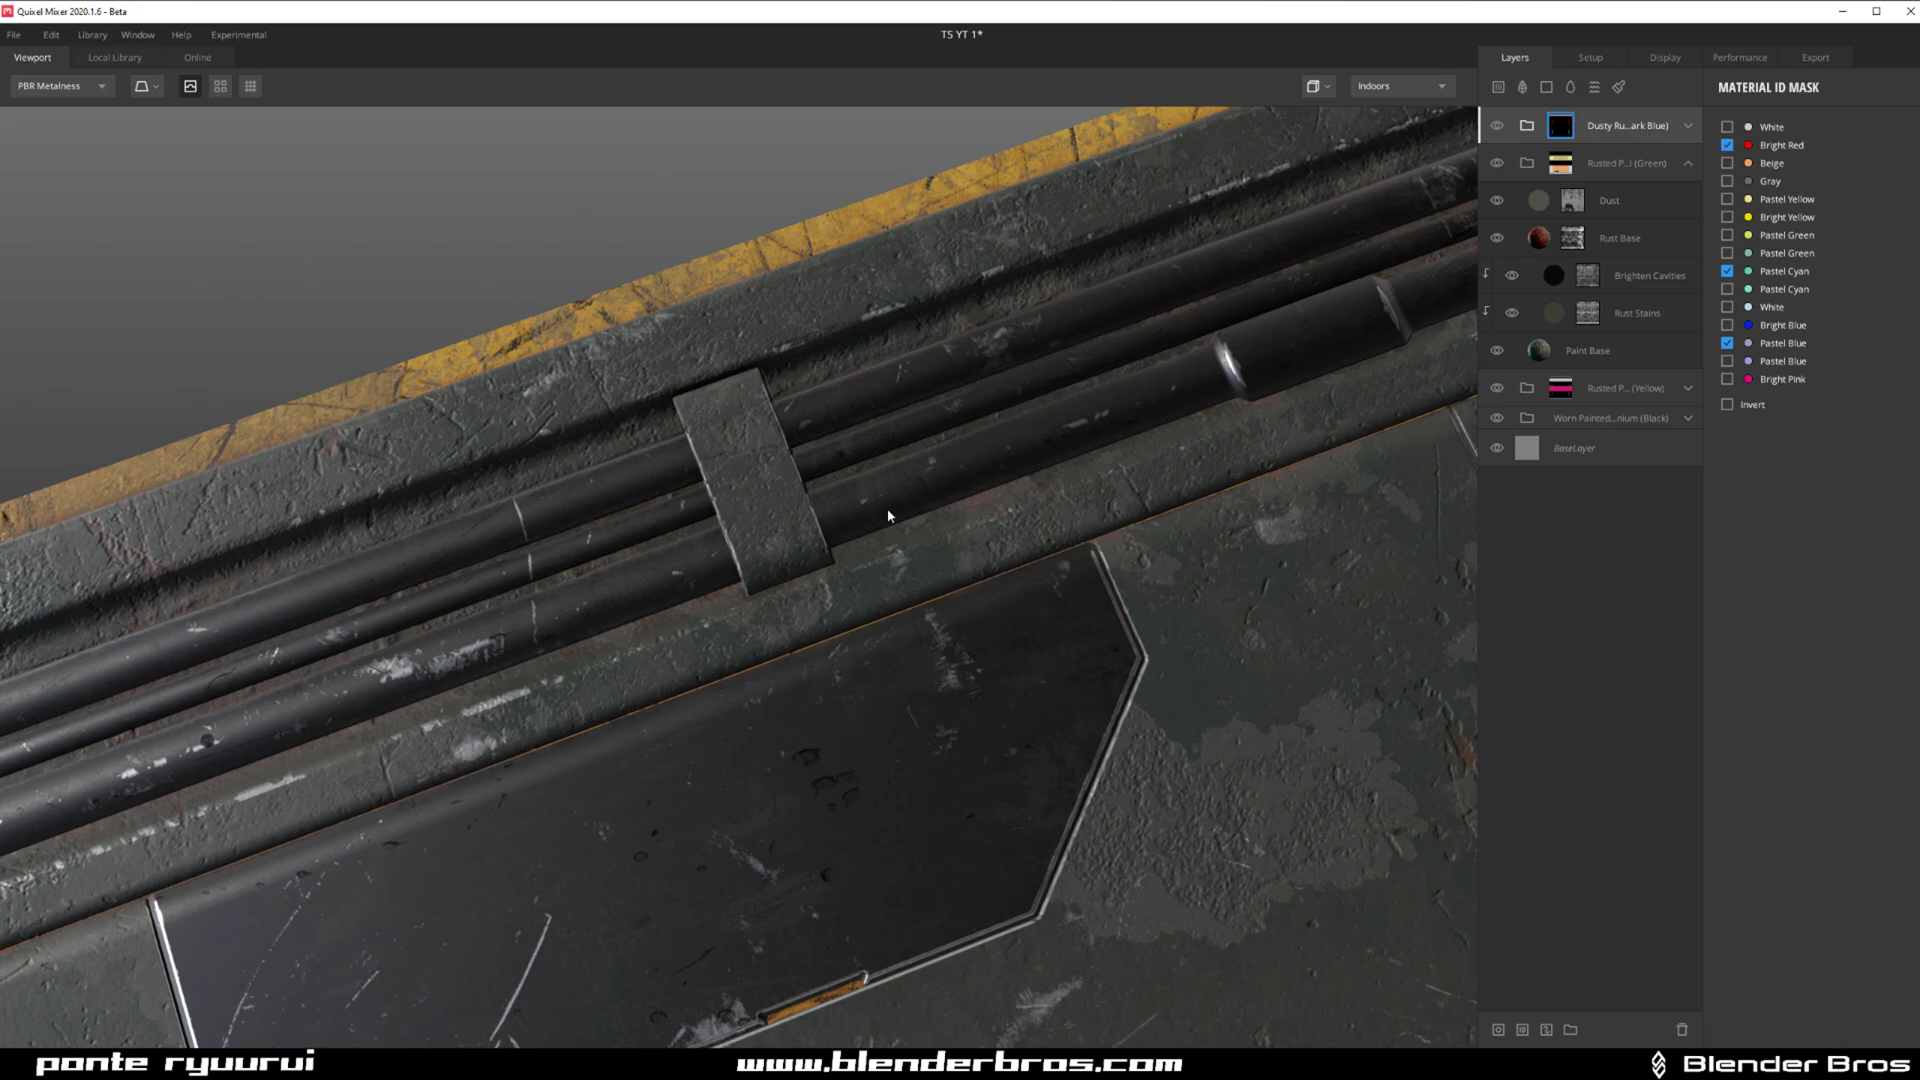 Quixel Mixer 2020.1.6 - Beta
File Edit Library Window Help Experimental
TS YT 1*
Viewport Local Library Online
Layers Setup Display Performance Export
PBR Metalness
Indoors
MATERIAL ID MASK
Dusty Ru...ark Blue)
Rusted P...l (Green)
Dust
Rust Base
Brighten Cavities
Rust Stains
Paint Base
Rusted P... (Yellow)
Worn Painted...nium (Black)
BaseLayer
White
Bright Red
Beige
Gray
Pastel Yellow
Bright Yellow
Pastel Green
Pastel Green
Pastel Cyan
Pastel Cyan
White
Bright Blue
Pastel Blue
Pastel Blue
Bright Pink
Invert
ponte ryuurui
www.blenderbros.com
Blender Bros